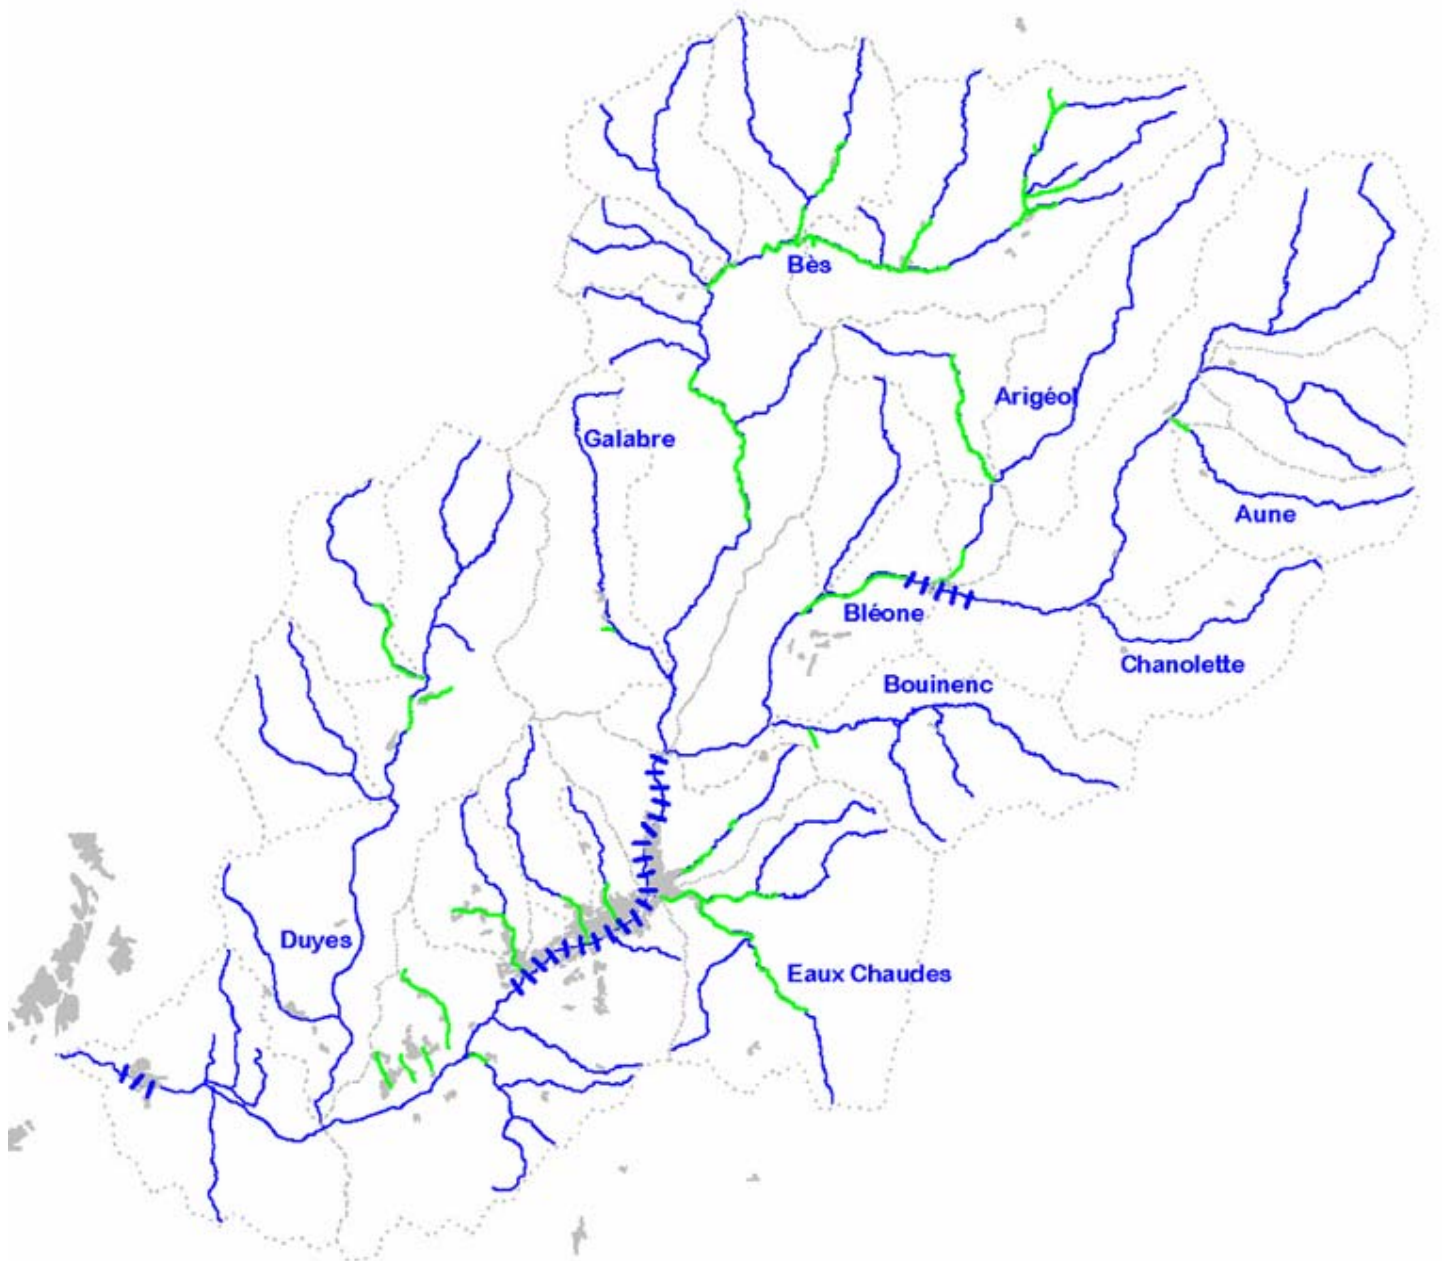 Bès
Arigéol
Galabre
Aune
Bléone
Chanolette
Bouinenc
Duyes
Eaux Chaudes